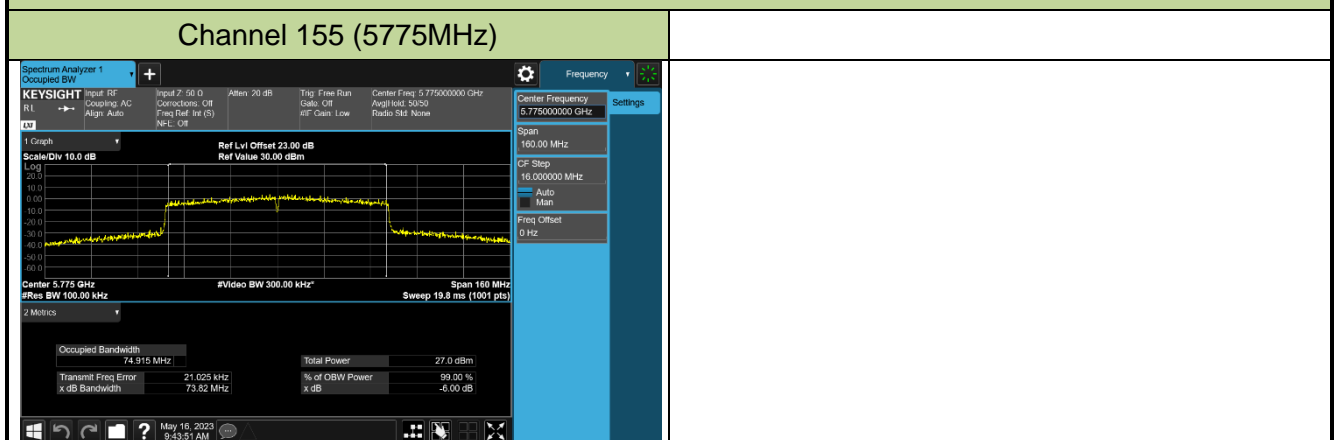 Channel 155 (5775MHz)
Spectrum Analyzer 1
Occupied BW
+
Frequency
KEYSIGHT
R L
LXI
Input: RF
Coupling: AC
Align: Auto
Input Z: 50 Ω
Corrections: Off
Freq Ref: Int (S)
NFE: Off
Atten: 20 dB
Trig: Free Run
Gate: Off
#IF Gain: Low
Center Freq: 5.775000000 GHz
Avg|Hold: 50/50
Radio Std: None
Center Frequency
5.775000000 GHz
Settings
Span
160.00 MHz
CF Step
16.000000 MHz
Auto
Man
Freq Offset
0 Hz
1 Graph
Scale/Div 10.0 dB
Ref Lvl Offset 23.00 dB
Ref Value 30.00 dBm
Log
20.0
10.0
0.00
-10.0
-20.0
-30.0
-40.0
-50.0
-60.0
Center 5.775 GHz
#Video BW 300.00 kHz*
Span 160 MHz
#Res BW 100.00 kHz
Sweep 19.8 ms (1001 pts)
2 Metrics
Occupied Bandwidth
74.915 MHz
Total Power 27.0 dBm
Transmit Freq Error 21.025 kHz
% of OBW Power 99.00 %
x dB Bandwidth 73.82 MHz
x dB -6.00 dB
?
May 16, 2023
9:43:51 AM